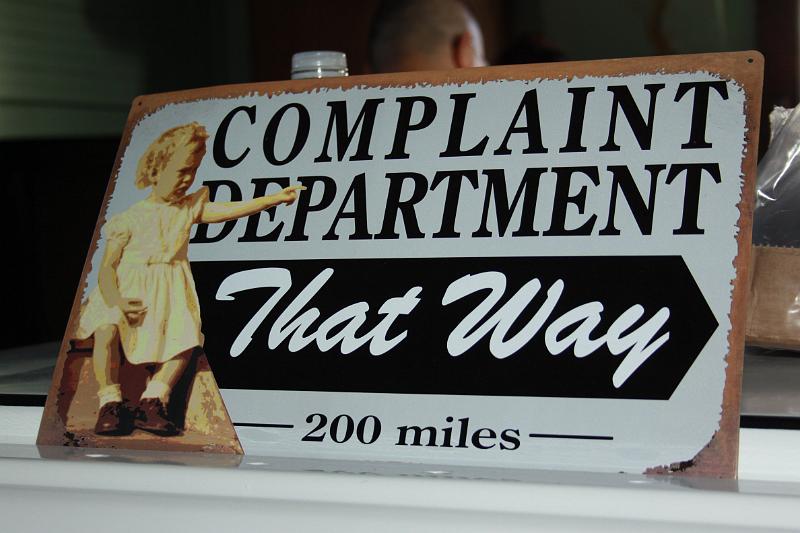 COMPLAINT
DEPARTMENT
That Way
200 miles